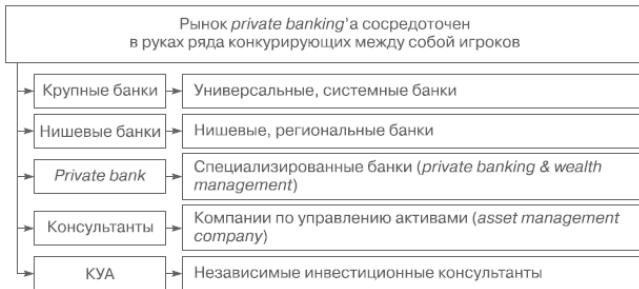 Рынок private banking’а сосредоточен
в руках ряда конкурирующих между собой игроков
Крупные банки
Универсальные, системные банки
Нишевые банки
Нишевые, региональные банки
Private bank
Специализированные банки (private banking & wealth
management)
Консультанты
Компании по управлению активами (asset management
company)
КУА
Независимые инвестиционные консультанты